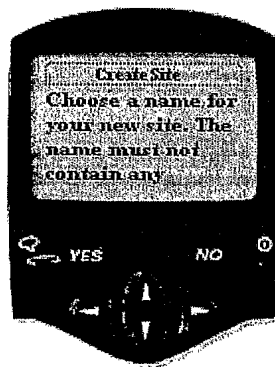 Create Site
Choose a name for
your new site. The
name must not
contain any
YES NO